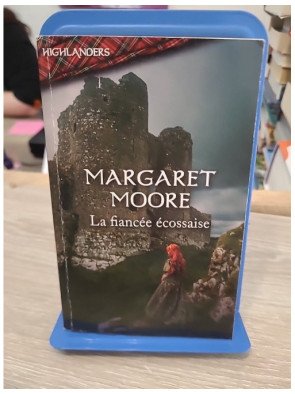 HIGHLANDERS
MARGARET
MOORE
La fiancée écossaise